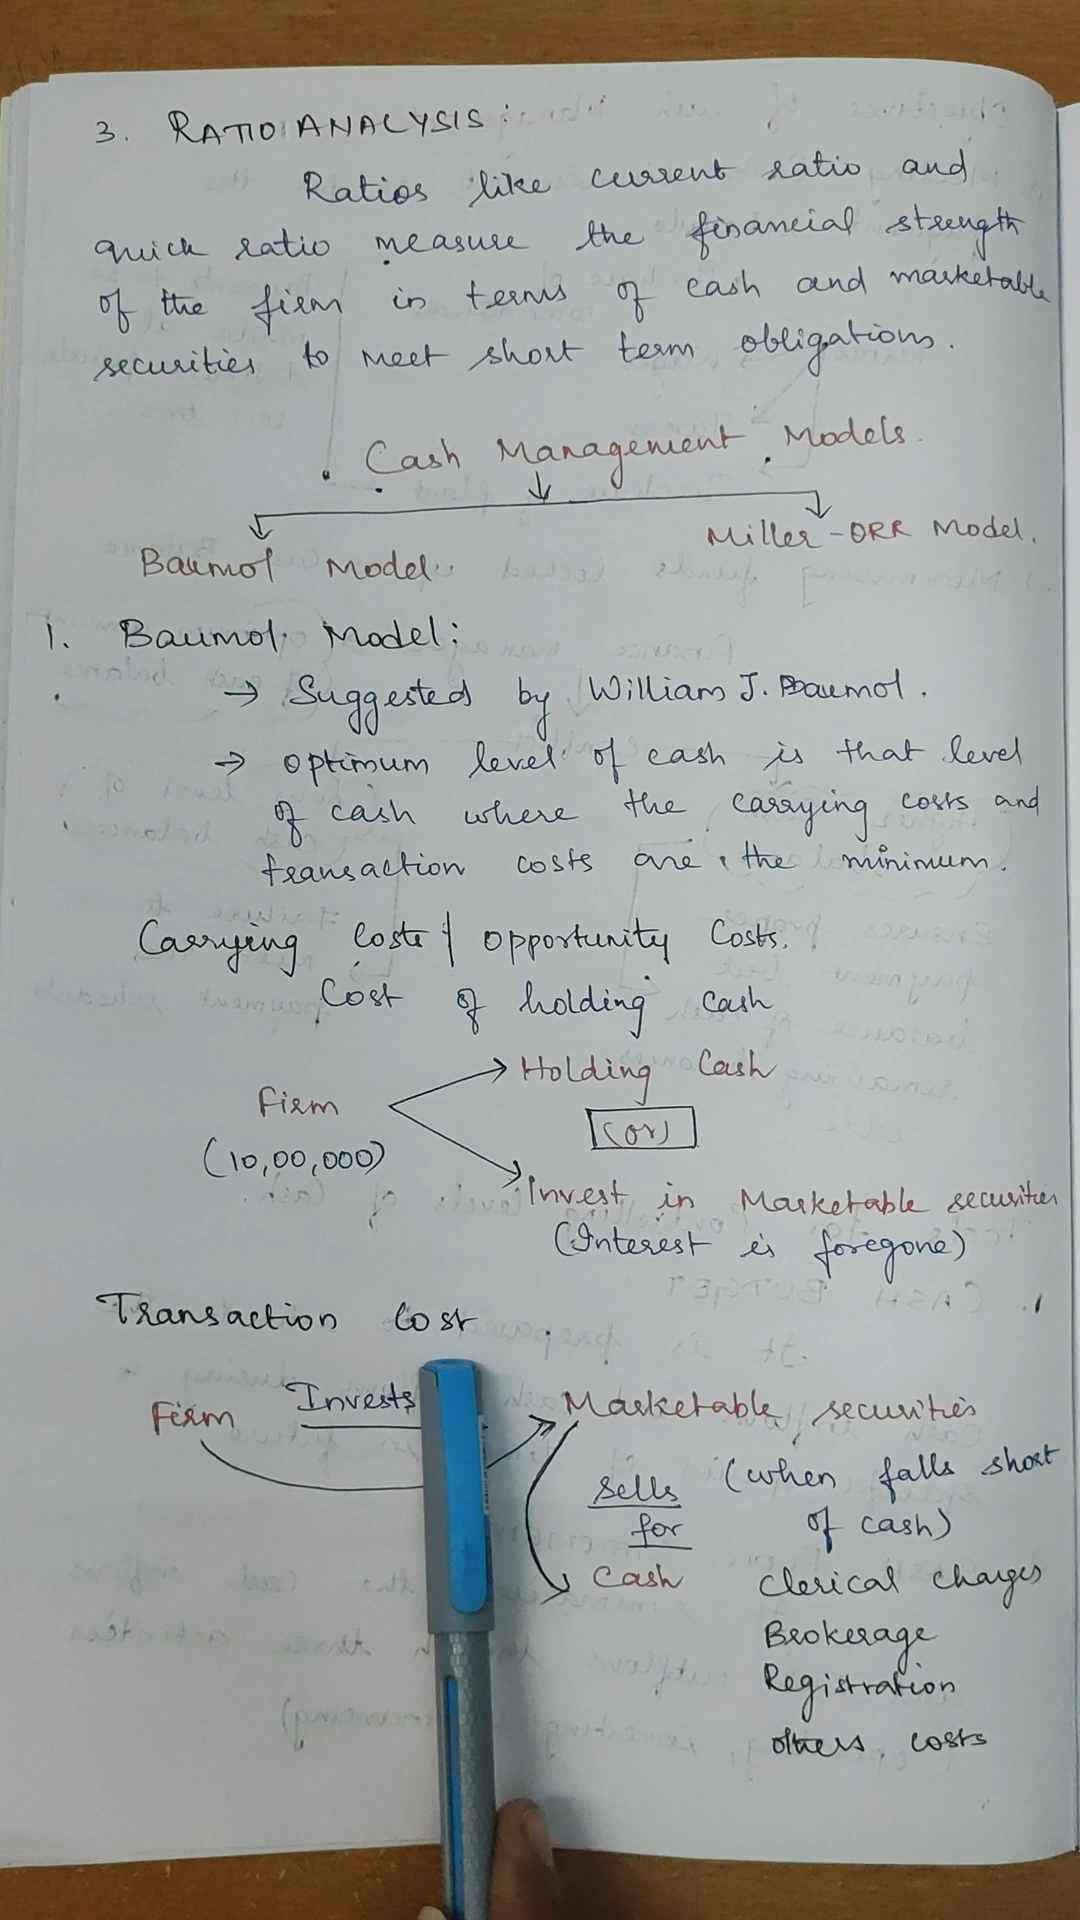 3. RATIO ANALYSIS:
Ratios like current ratio and
quick ratio measure the financial strength
of the firm in terms of cash and marketable
securities to meet short term obligations.
Cash Management Models.
Baumol Model.
Miller-ORR Model.
1. Baumol Model:
→ Suggested by William J. Baumol.
→ optimum level of cash is that level
of cash where the carrying costs and
transaction costs are the minimum.
Carrying Costs / opportunity Costs.
Cost of holding cash
Holding Cash
Firm
(or)
(10,00,000)
Invest in Marketable securities
(Interest is foregone)
Transaction Cost
Firm Invests Marketable securities
Sells (when falls short
for of cash)
Cash Clerical charges
Brokerage
Registration
others costs